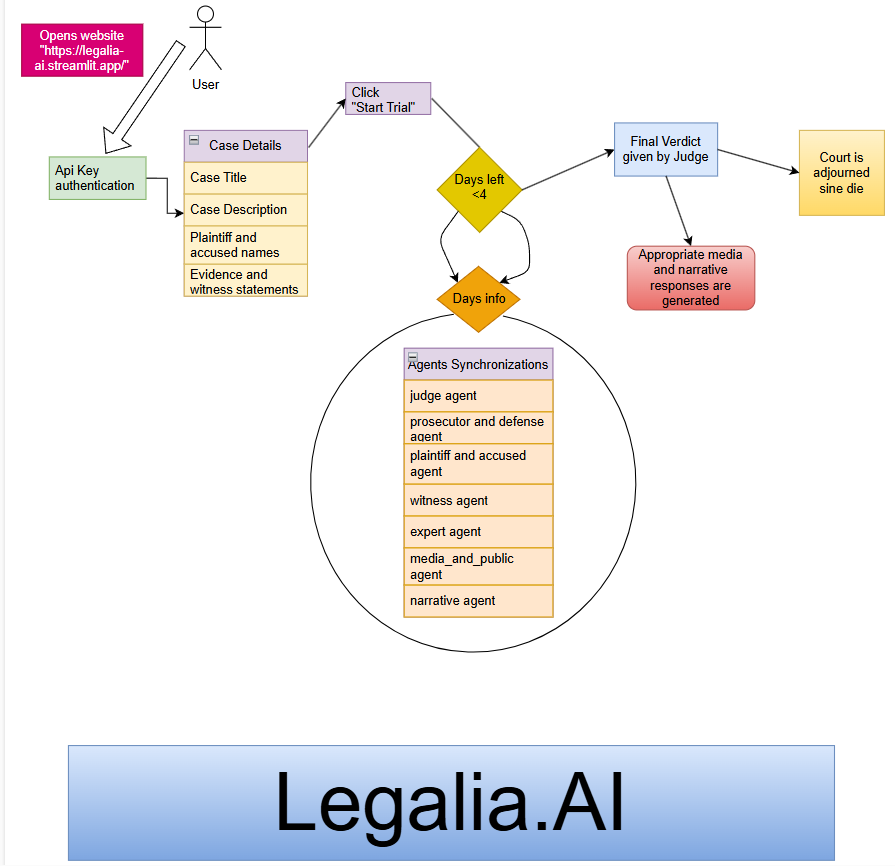 Opens website
"https://legalia-
ai.streamlit.app/"
User
Api Key
authentication
Case Details
Case Title
Case Description
Plaintiff and
accused names
Evidence and
witness statements
Click
"Start Trial"
Days left
<4
Days info
Final Verdict
given by Judge
Court is
adjourned
sine die
Appropriate media
and narrative
responses are
generated
Agents Synchronizations
judge agent
prosecutor and defense
agent
plaintiff and accused
agent
witness agent
expert agent
media_and_public
agent
narrative agent
Legalia.AI